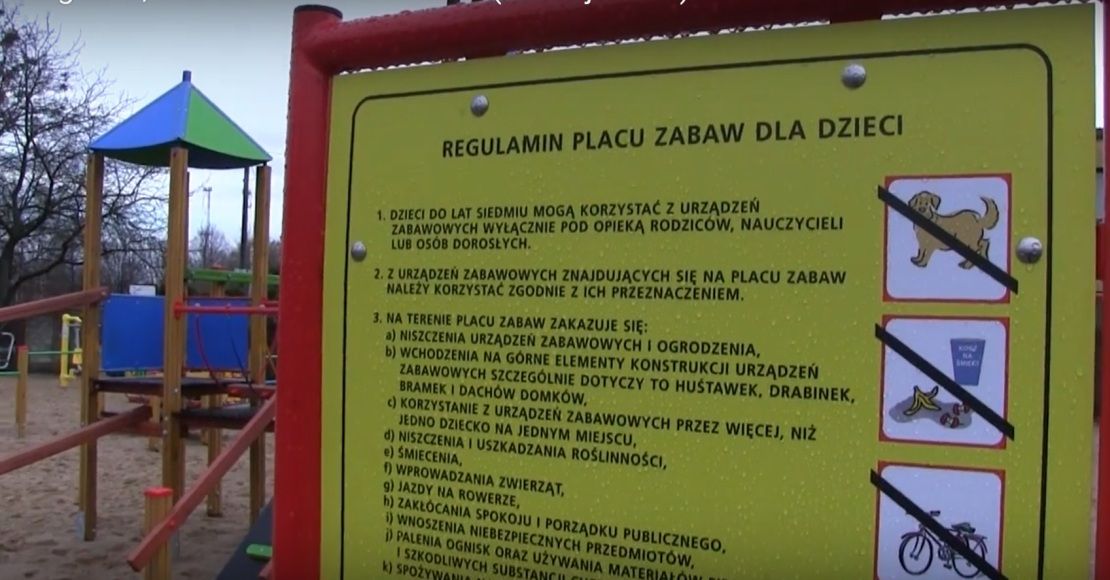 REGULAMIN PLACU ZABAW DLA DZIECI
1. DZIECI DO LAT SIEDMIU MOGĄ KORZYSTAĆ Z URZĄDZEŃ
ZABAWOWYCH WYŁĄCZNIE POD OPIEKĄ RODZICÓW, NAUCZYCIELI
LUB OSÓB DOROSŁYCH.
2. Z URZĄDZEŃ ZABAWOWYCH ZNAJDUJĄCYCH SIĘ NA PLACU ZABAW
NALEŻY KORZYSTAĆ ZGODNIE Z ICH PRZEZNACZENIEM.
3. NA TERENIE PLACU ZABAW ZAKAZUJE SIĘ:
a) NISZCZENIA URZĄDZEŃ ZABAWOWYCH I OGRODZENIA,
b) WCHODZENIA NA GÓRNE ELEMENTY KONSTRUKCJI URZĄDZEŃ
ZABAWOWYCH SZCZEGÓLNIE DOTYCZY TO HUŚTAWEK, DRABINEK,
BRAMEK I DACHÓW DOMKÓW,
c) KORZYSTANIE Z URZĄDZEŃ ZABAWOWYCH PRZEZ WIĘCEJ, NIŻ
JEDNO DZIECKO NA JEDNYM MIEJSCU,
d) NISZCZENIA I USZKADZANIA ROŚLINNOŚCI,
e) ŚMIECENIA,
f) WPROWADZANIA ZWIERZĄT,
g) JAZDY NA ROWERZE,
h) ZAKŁÓCANIA SPOKOJU I PORZĄDKU PUBLICZNEGO,
i) WNOSZENIA NIEBEZPIECZNYCH PRZEDMIOTÓW,
j) PALENIA OGNISK ORAZ UŻYWANIA MATERIAŁÓW
I SZKODLIWYCH SUBSTANCJI
k) SPOŻYWANIA
KOSZ
NA
ŚMIECI